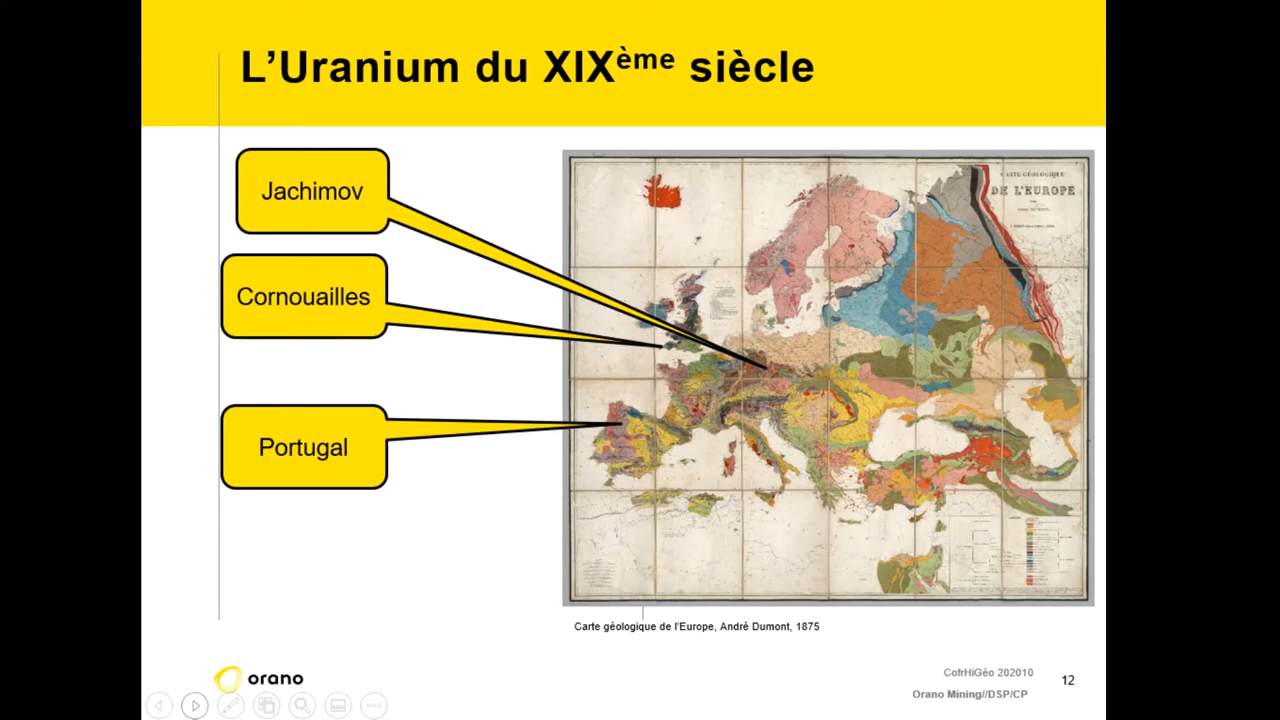 L'Uranium du XIXème siècle
Jachimov
Cornouailles
Portugal
CARTE GÉOLOGIQUE
DE L'EUROPE
Carte géologique de l'Europe, André Dumont, 1875
orano
CofrHiGéo 202010
Orano Mining//DSP/CP
12